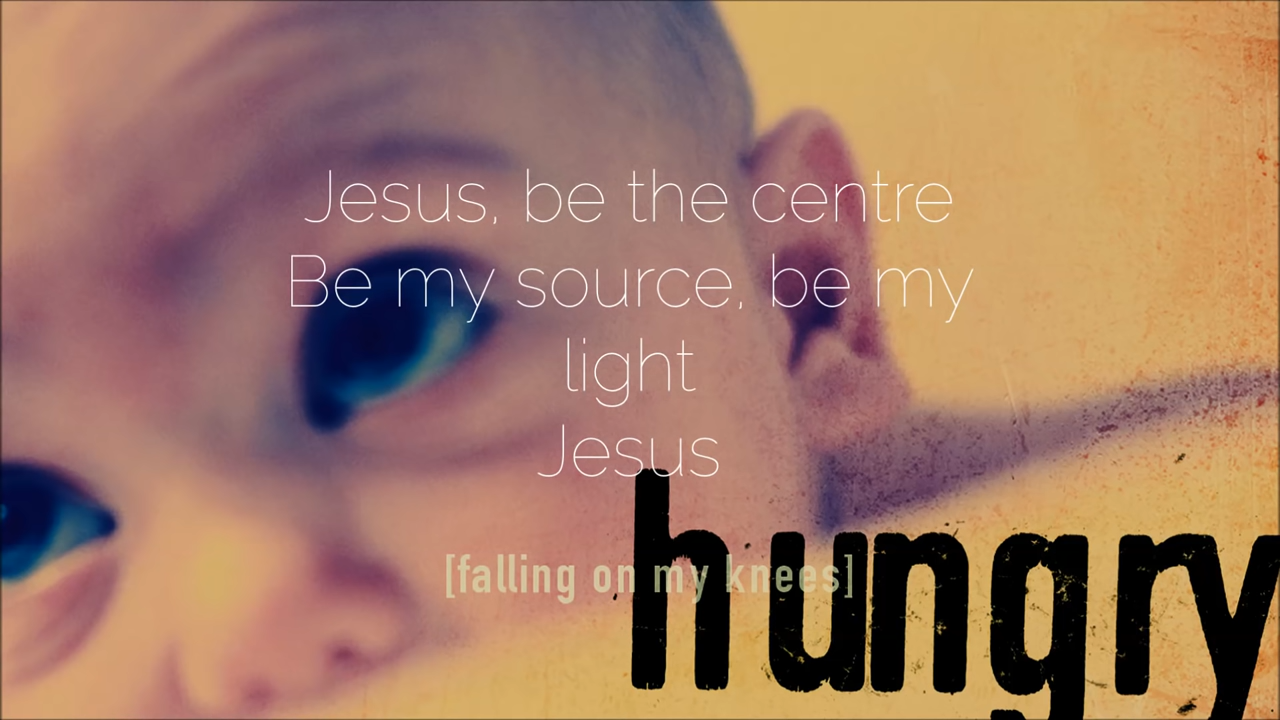 Jesus, be the centre
Be my source, be my
light
Jesus
hungry
[falling on my knees]